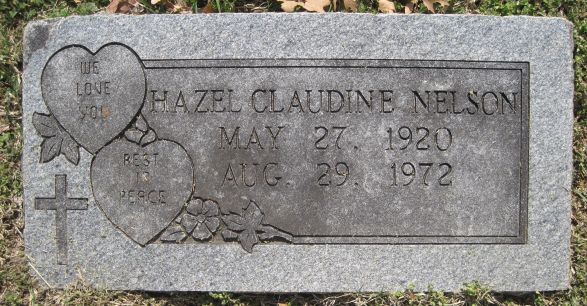 WE
LOVE
YOU
REST
IN
PEACE
HAZEL CLAUDINE NELSON
MAY 27, 1920
AUG. 29, 1972